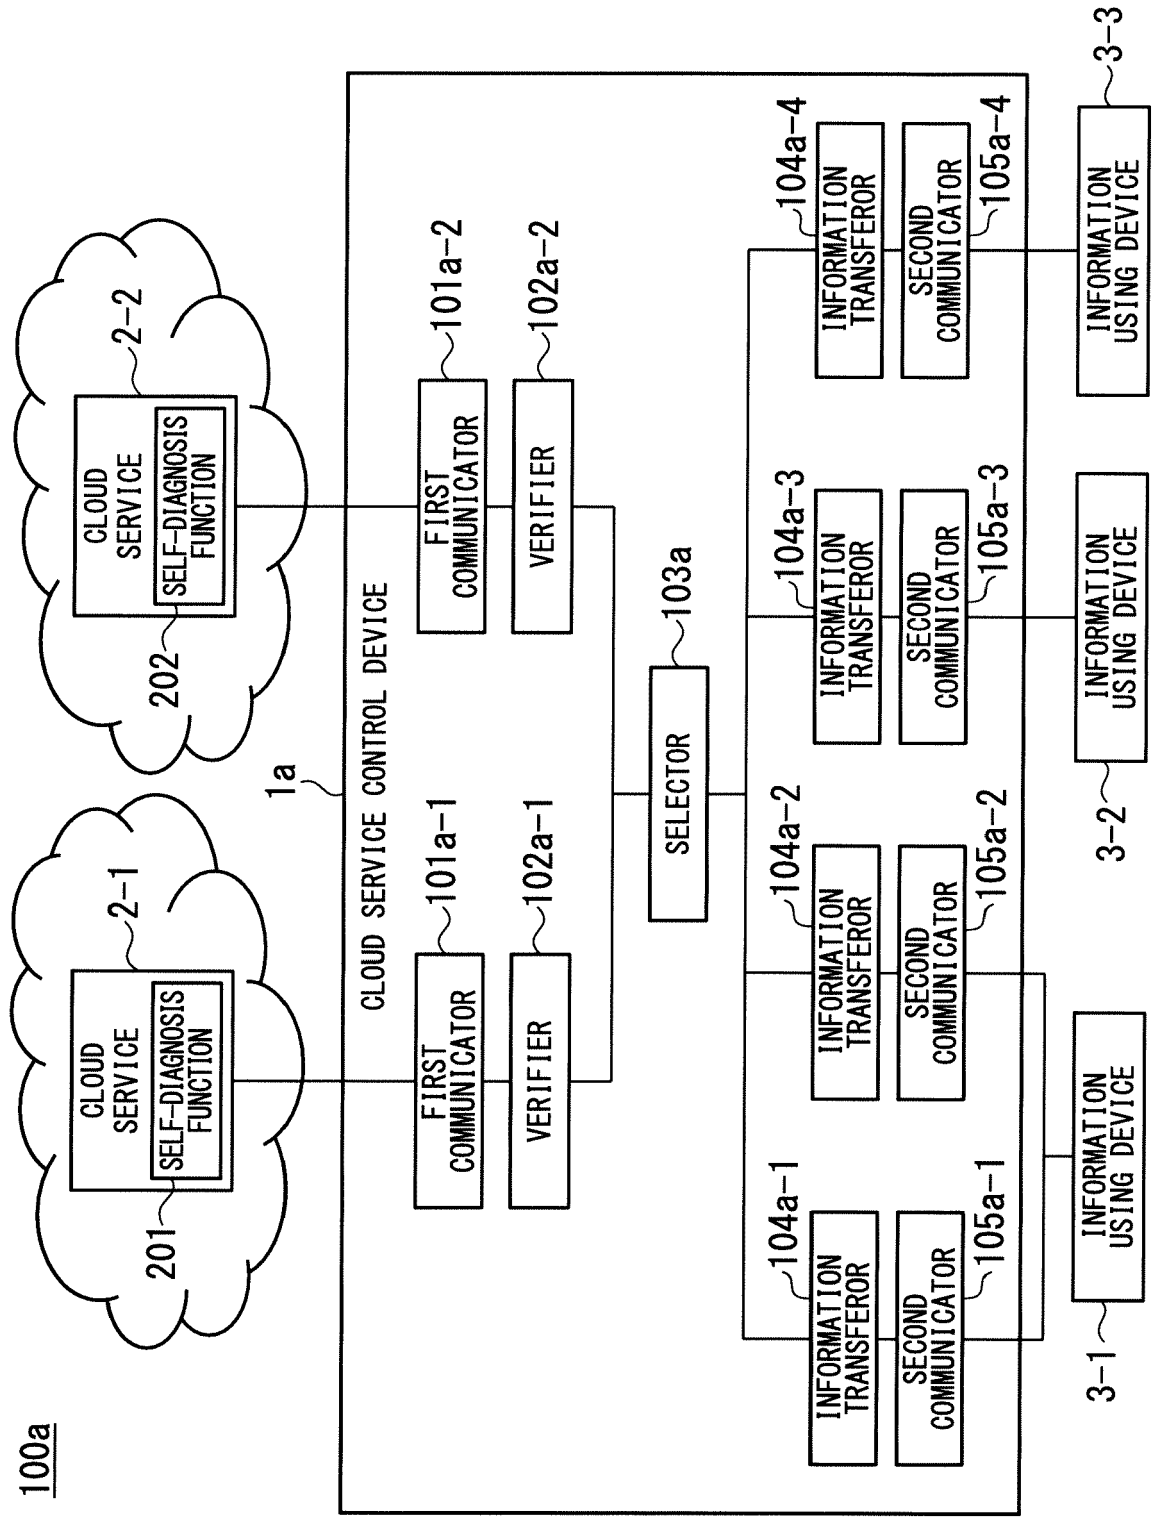 100a
CLOUD
SERVICE
SELF-DIAGNOSIS
FUNCTION
201
2-1
CLOUD
SERVICE
SELF-DIAGNOSIS
FUNCTION
202
2-2
1a
CLOUD SERVICE CONTROL DEVICE
FIRST
COMMUNICATOR
101a-1
FIRST
COMMUNICATOR
101a-2
VERIFIER
102a-1
VERIFIER
102a-2
SELECTOR
103a
INFORMATION
TRANSFEROR
104a-1
INFORMATION
TRANSFEROR
104a-2
INFORMATION
TRANSFEROR
104a-3
INFORMATION
TRANSFEROR
104a-4
SECOND
COMMUNICATOR
105a-1
SECOND
COMMUNICATOR
105a-2
SECOND
COMMUNICATOR
105a-3
SECOND
COMMUNICATOR
105a-4
INFORMATION
USING DEVICE
3-1
INFORMATION
USING DEVICE
3-2
INFORMATION
USING DEVICE
3-3